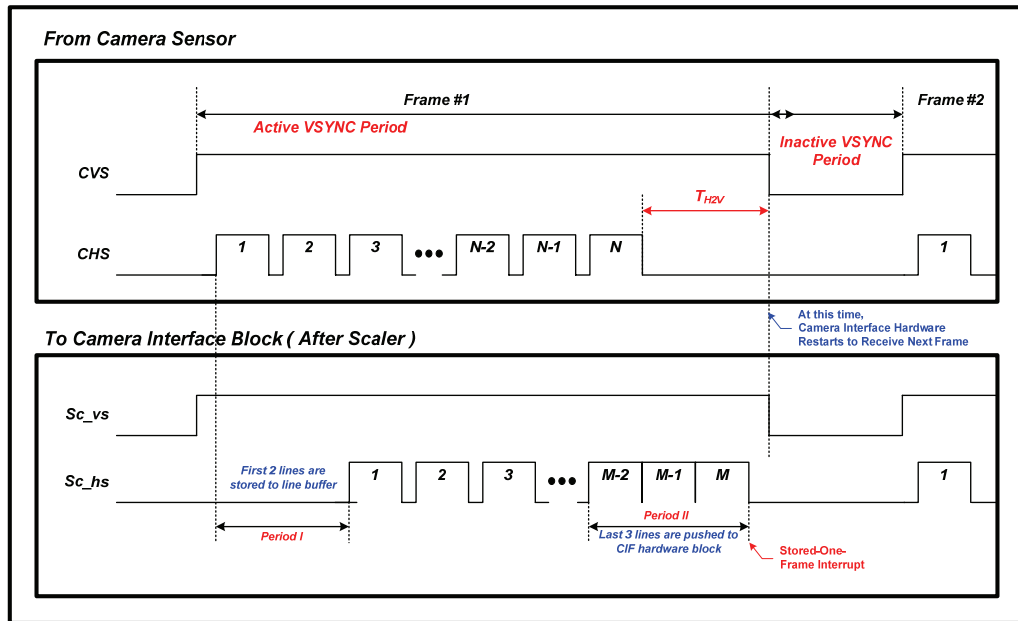 From Camera Sensor
Frame #1
Frame #2
Active VSYNC Period
Inactive VSYNC
Period
CVS
TH2V
CHS
1
2
3
•••
N-2
N-1
N
1
At this time,
Camera Interface Hardware
Restarts to Receive Next Frame
To Camera Interface Block ( After Scaler )
Sc_vs
Sc_hs
First 2 lines are
stored to line buffer
1
2
3
•••
M-2
M-1
M
1
Period I
Period II
Last 3 lines are pushed to
CIF hardware block
Stored-One-
Frame Interrupt